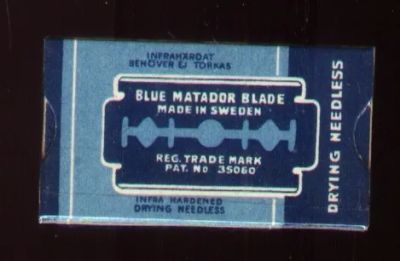 INFRAHÄRDAT
BEHÖVER EJ TORKAS
BLUE MATADOR BLADE
MADE IN SWEDEN
REG. TRADE MARK
PAT. No 35060
INFRA HARDENED
DRYING NEEDLESS
DRYING NEEDLESS